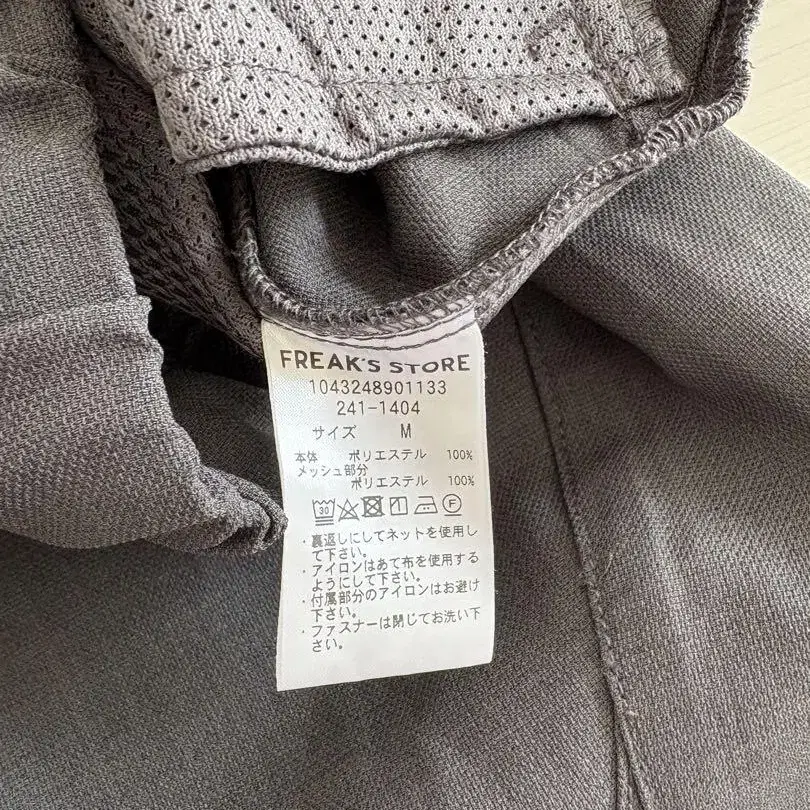 FREAK'S STORE
1043248901133
241-1404
サイズ M
本体 ポリエステル 100%
メッシュ部分
ポリエステル 100%
30 F
・裏返しにしてネットを使用し
て下さい。
・アイロンはあて布を使用する
ようにして下さい。
・付属部分のアイロンはお避け
下さい。
・ファスナーは閉じてお洗い下
さい。